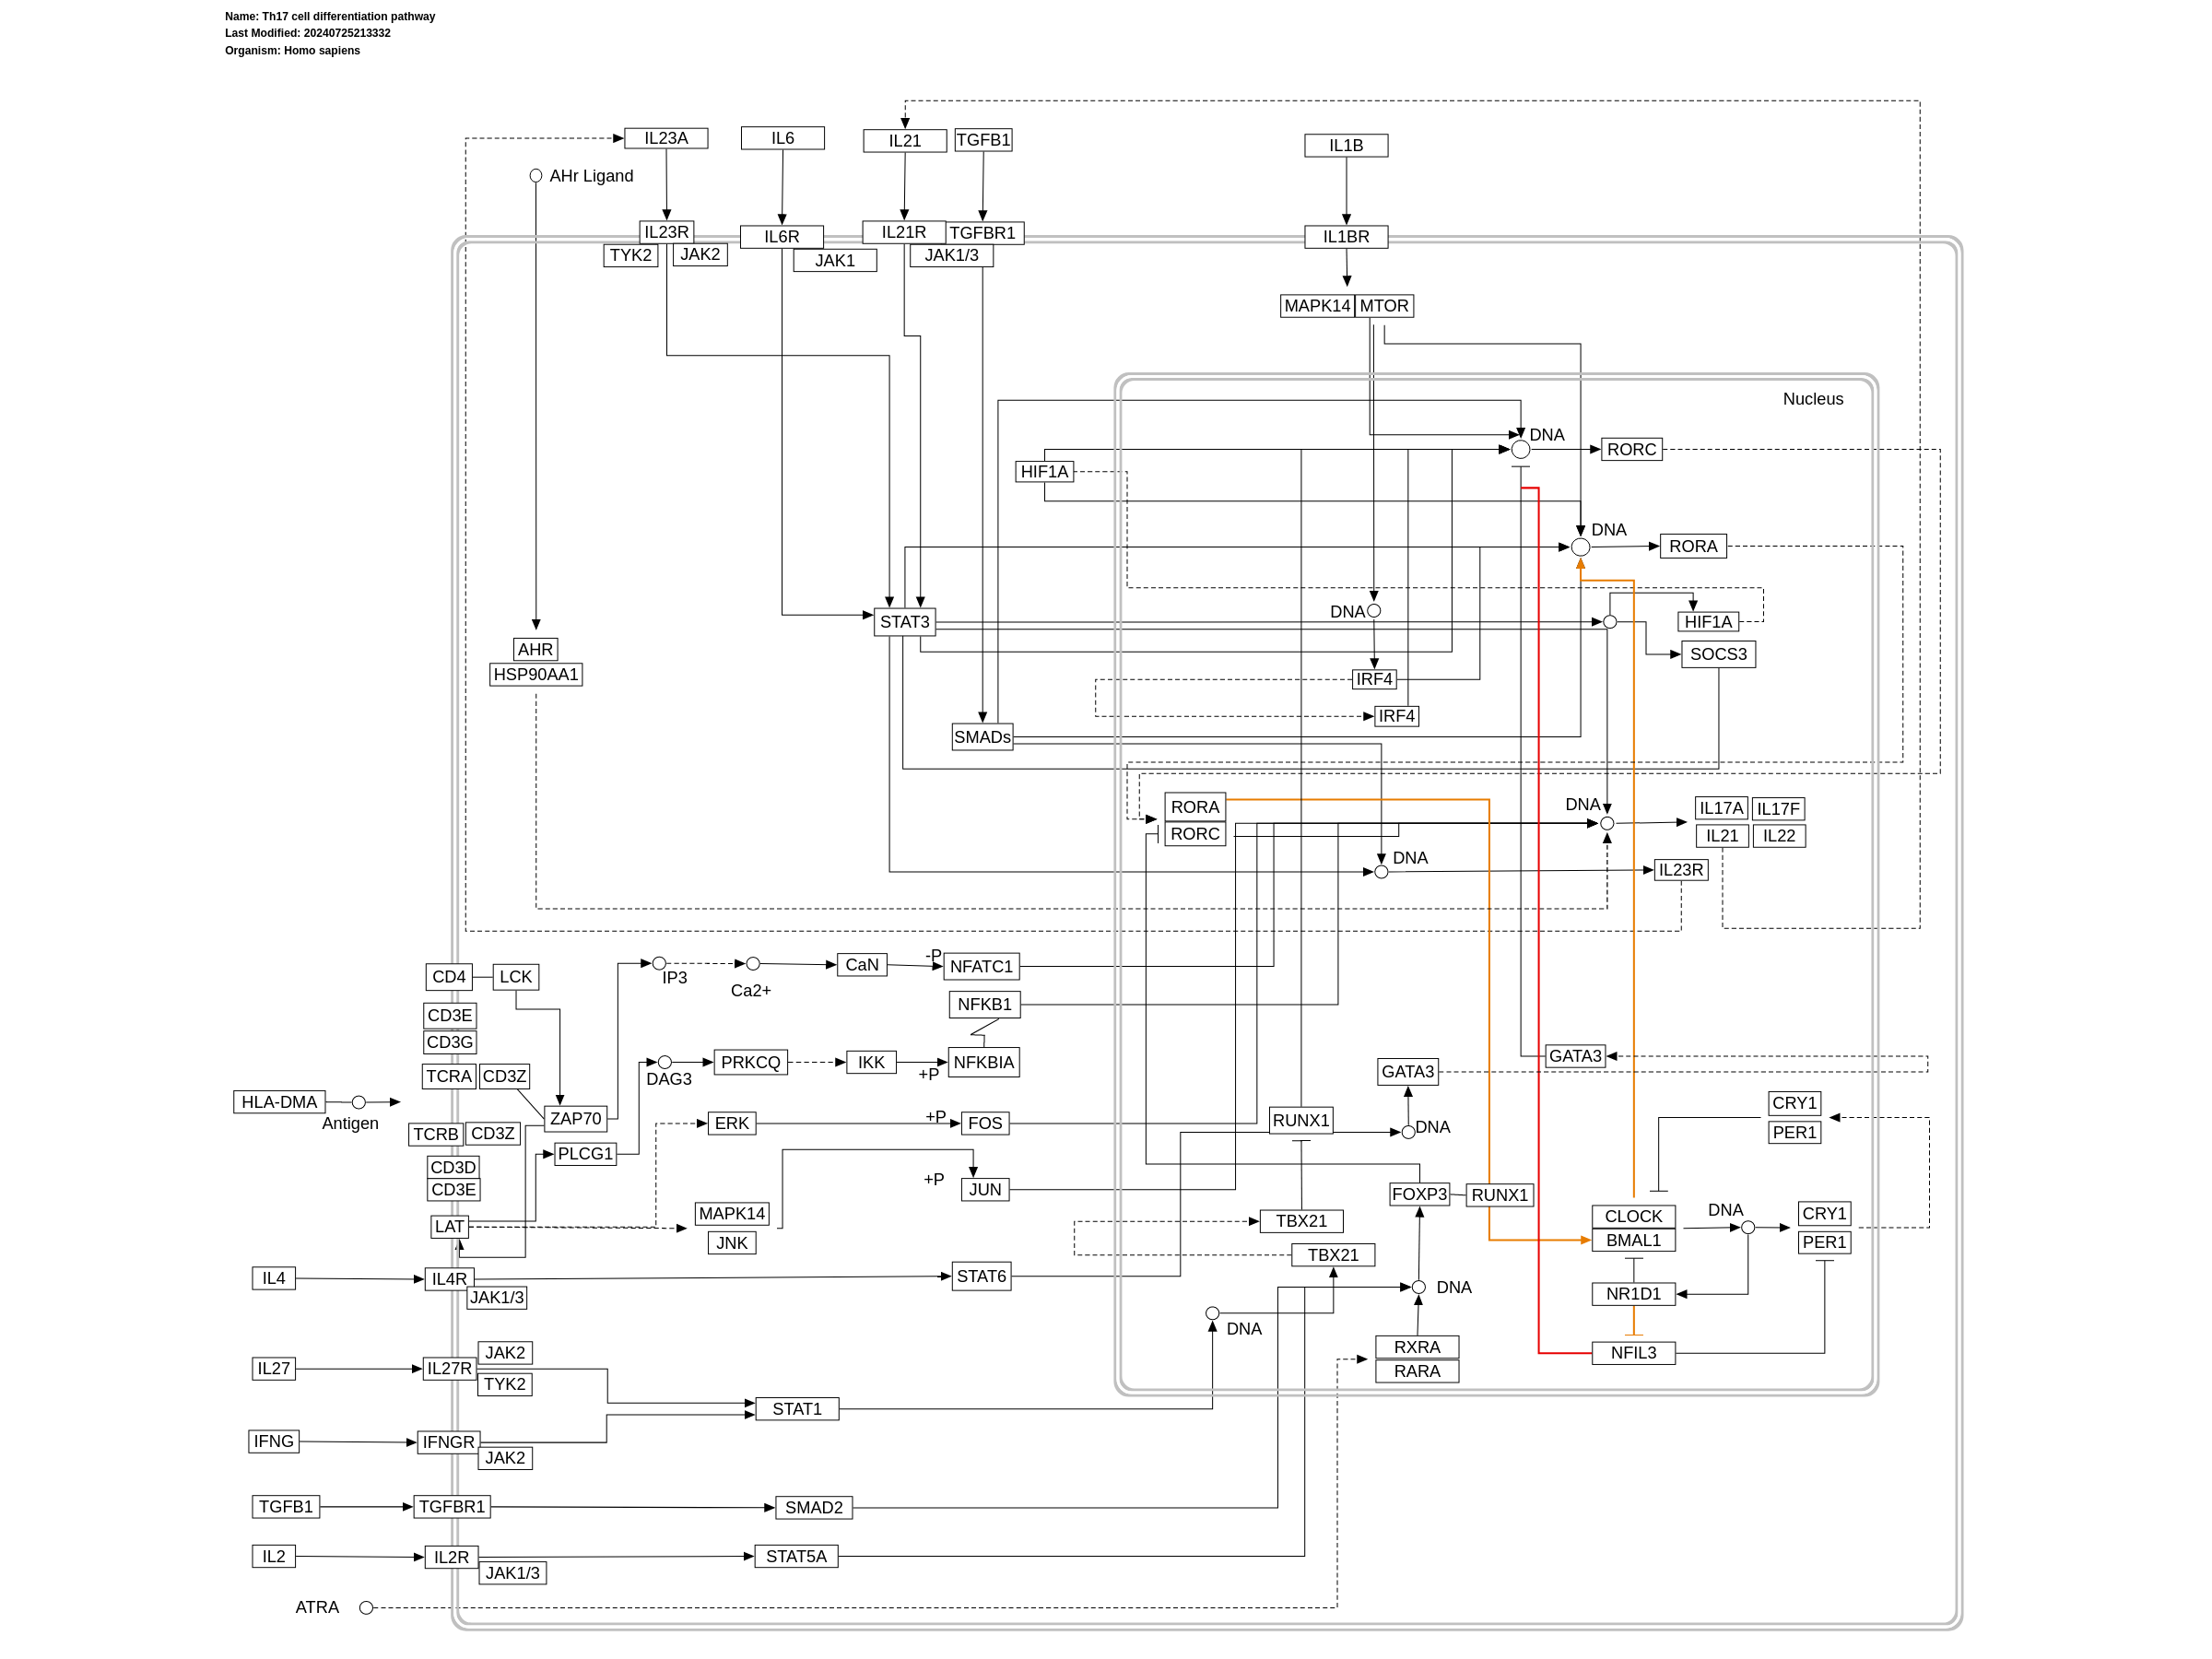 Name: Th17 cell differentiation pathway
Last Modified: 20240725213332
Organism: Homo sapiens
IL23A
IL6
IL21
TGFB1
IL1B
AHr Ligand
IL23R
IL6R
IL21R
TGFBR1
IL1BR
TYK2
JAK2
JAK1
JAK1/3
MAPK14
MTOR
Nucleus
DNA
RORC
HIF1A
DNA
RORA
DNA
STAT3
HIF1A
AHR
SOCS3
HSP90AA1
IRF4
IRF4
SMADs
RORA
DNA
IL17A
IL17F
RORC
IL21
IL22
DNA
IL23R
CD4
LCK
IP3
Ca2+
CaN
-P
NFATC1
CD3E
NFKB1
CD3G
DAG3
PRKCQ
IKK
+P
NFKBIA
GATA3
TCRA
CD3Z
GATA3
HLA-DMA
Antigen
ZAP70
ERK
+P
FOS
RUNX1
DNA
CRY1
TCRB
CD3Z
PER1
PLCG1
CD3D
CD3E
+P
JUN
FOXP3
RUNX1
LAT
MAPK14
TBX21
CLOCK
DNA
CRY1
JNK
TBX21
BMAL1
PER1
IL4
IL4R
STAT6
JAK1/3
DNA
NR1D1
DNA
IL27
IL27R
JAK2
RXRA
NFIL3
TYK2
RARA
STAT1
IFNG
IFNGR
JAK2
TGFB1
TGFBR1
SMAD2
IL2
IL2R
STAT5A
JAK1/3
ATRA